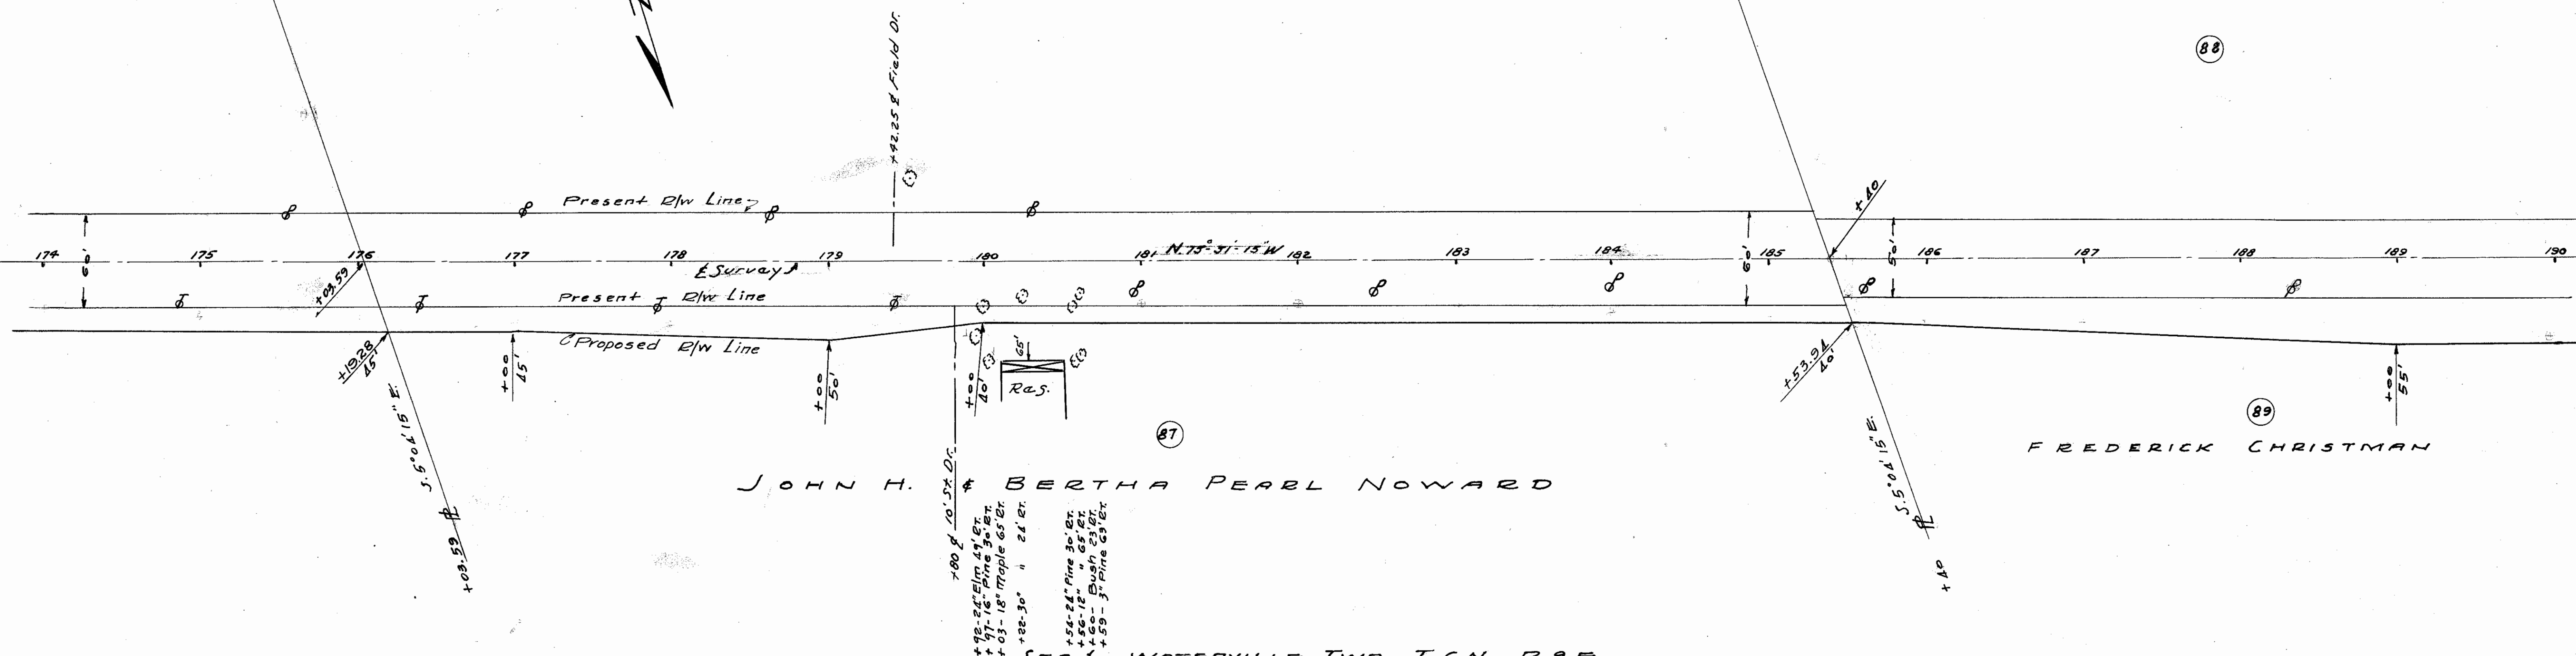 N
+42.25 ₵ Field Dr.
88
Present R/W Line
+40
174 175 176 177 178 179 180 181 182 183 184 185 186 187 188 189 190
N 75°-31'-15"W
60'
60'
50'
₵ Survey
+03.59
Present R/W Line
Proposed R/W Line
65'
Res.
+19.28
45'
+00
45'
+00
50'
+00
40'
+53.94
40'
+00
55'
S.5°04'15"E.
87
S.5°04'15"E.
89
FREDERICK CHRISTMAN
JOHN H. & BERTHA PEARL NOWARD
+80 ₵ 10' St. Dr.
+92-24"Elm 49' Rt.
+97-16" Pine 30' Rt.
+03-18" Maple 65' Rt.
+22-30" " 24' Rt.
+54-24" Pine 30' Rt.
+56-12" " 65' Rt.
+60- Bush 23' Rt.
+59-3" Pine 69' Rt.
PL
+03.59
PL
+40